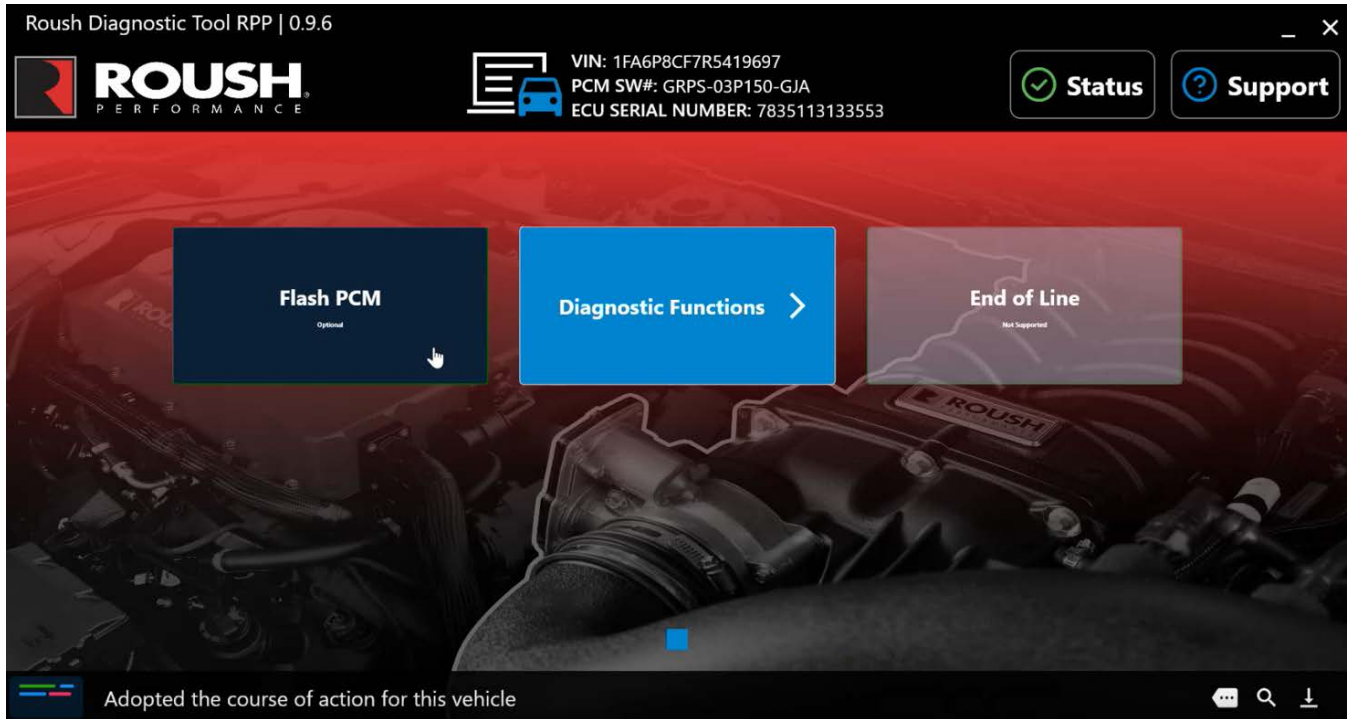 Roush Diagnostic Tool RPP | 0.9.6
ROUSH
PERFORMANCE
VIN: 1FA6P8CF7R5419697
PCM SW#: GRPS-03P150-GJA
ECU SERIAL NUMBER: 7835113133553
Status
Support
Flash PCM
Optional
Diagnostic Functions
End of Line
Not Supported
ROUSH
Adopted the course of action for this vehicle